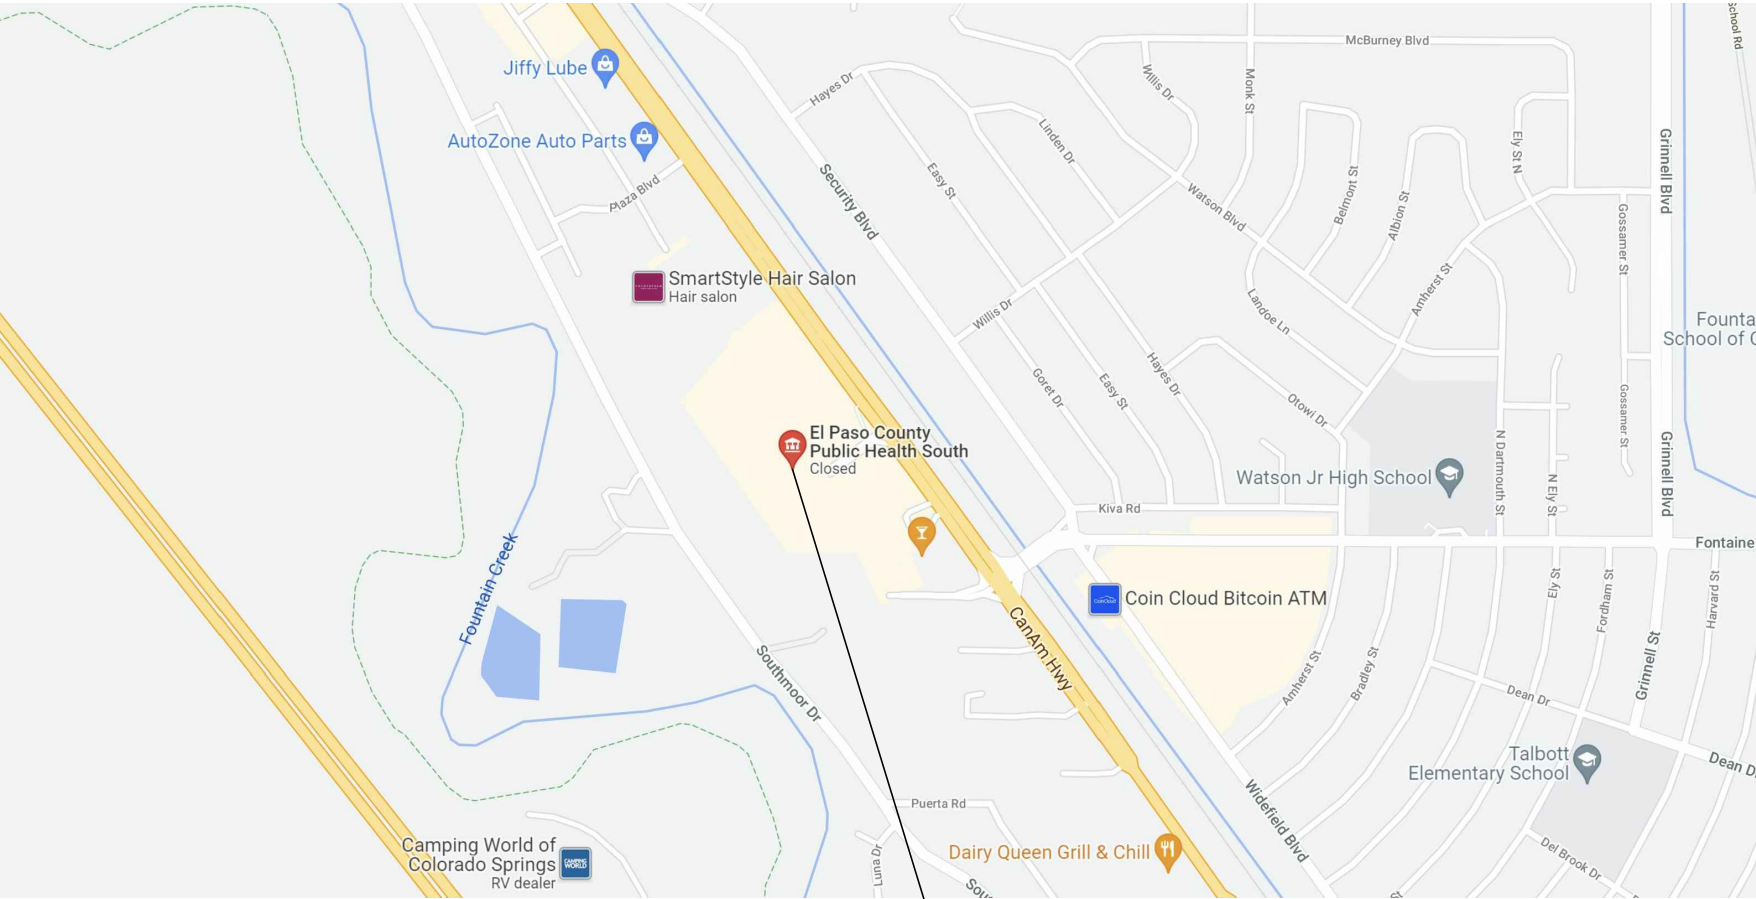 School Rd
McBurney Blvd
Jiffy Lube
Willis Dr
Hayes Dr
Monk St
AutoZone Auto Parts
Linden Dr
Ely St N
Grinnell Blvd
Plaza Blvd
Easy St
Security Blvd
Watson Blvd
Belmont St
Albion St
Gossamer St
SmartStyle Hair Salon
Hair salon
Willis Dr
Landoe Ln
Amherst St
Founta
School of C
Goret Dr
Easy St
Hayes Dr
Otowi Dr
Gossamer St
El Paso County
Public Health South
Closed
Watson Jr High School
N Dartmouth St
N Ely St
Grinnell Blvd
Kiva Rd
Fontaine
Fountain Creek
Coin Cloud Bitcoin ATM
Ely St
Fordham St
Harvard St
CanAm Hwy
Southmoor Dr
Amherst St
Bradley St
Grinnell St
Dean Dr
Talbott
Elementary School
Dean D
Puerta Rd
Widefield Blvd
Camping World of
Colorado Springs
RV dealer
CAMPING
WORLD
Luna Dr
Dairy Queen Grill & Chill
Del Brook Dr
Sou